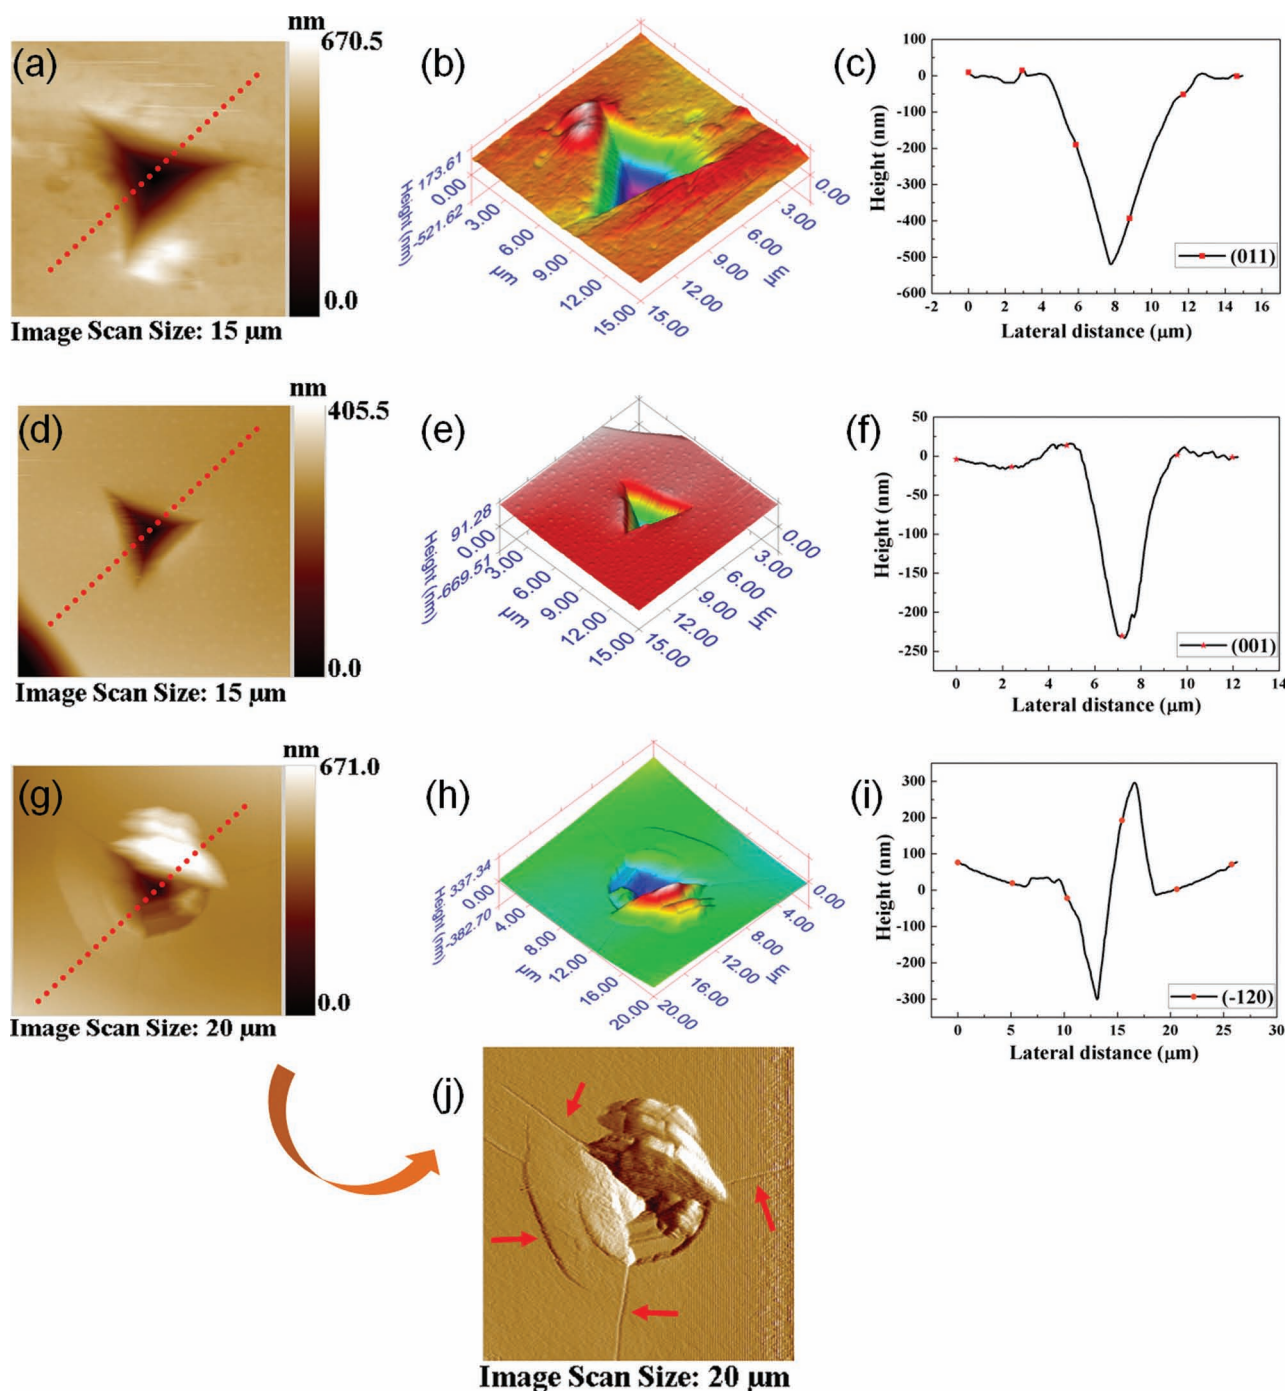 (a)
nm
670.5
0.0
Image Scan Size: 15 μm
(b)
173.61
0.00
-521.62
Height (nm)
3.00
6.00
9.00
12.00
15.00
μm
0.00
3.00
6.00
9.00
12.00
15.00
μm
(c)
100
0
-100
-200
-300
-400
-500
-600
Height (nm)
-2 0 2 4 6 8 10 12 14 16
Lateral distance (μm)
(011)
(d)
nm
405.5
0.0
Image Scan Size: 15 μm
(e)
91.28
0.00
-669.51
Height (nm)
3.00
6.00
9.00
12.00
15.00
μm
0.00
3.00
6.00
9.00
12.00
15.00
μm
(f)
50
25
0
-50
-100
-150
-200
-250
Height (nm)
0 2 4 6 8 10 12 14
Lateral distance (μm)
(001)
(g)
nm
671.0
0.0
Image Scan Size: 20 μm
(h)
337.34
0.00
-382.70
Height (nm)
4.00
8.00
12.00
16.00
20.00
μm
0.00
4.00
8.00
12.00
16.00
20.00
μm
(i)
300
200
100
0
-100
-200
-300
Height (nm)
0 5 10 15 20 25 30
Lateral distance (μm)
(-120)
(j)
Image Scan Size: 20 μm